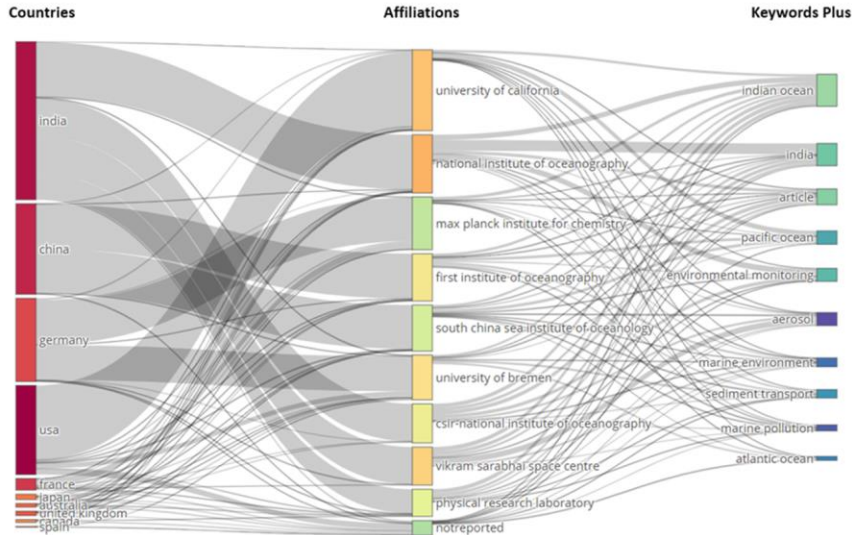 Countries
Affiliations
Keywords Plus
india
china
germany
usa
france
japan
australia
united kingdom
canada
spain
university of california
national institute of oceanography
max planck institute for chemistry
first institute of oceanography
south china sea institute of oceanology
university of bremen
csir-national institute of oceanography
vikram sarabhai space centre
physical research laboratory
notreported
indian ocean
india
article
pacific ocean
environmental monitoring
aerosol
marine environment
sediment transport
marine pollution
atlantic ocean